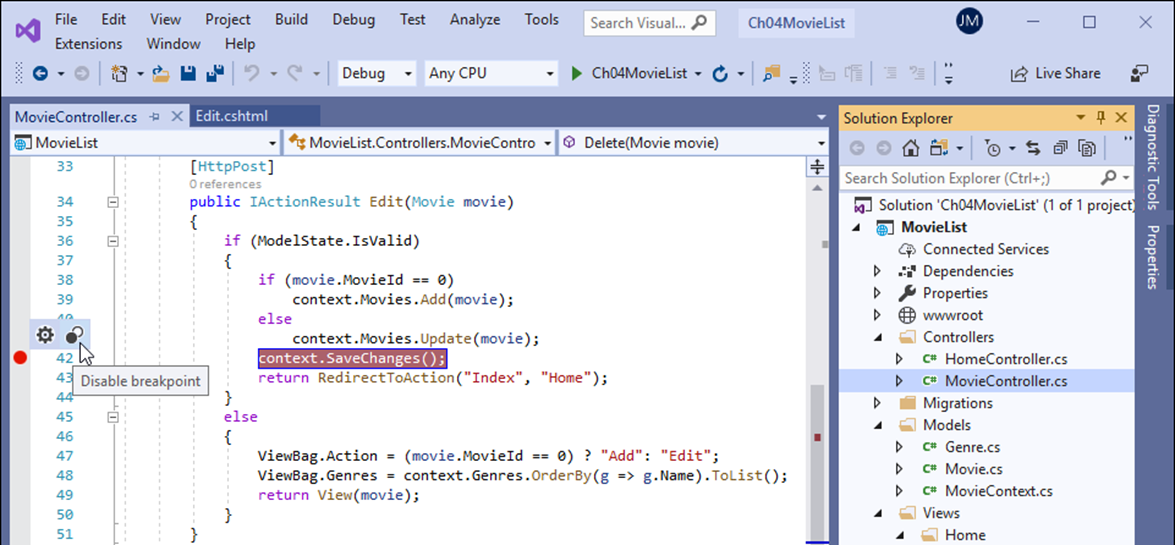 File Edit View Project Build Debug Test Analyze Tools Search Visual... Ch04MovieList JM
Extensions Window Help
Debug Any CPU Ch04MovieList Live Share
MovieController.cs Edit.cshtml
MovieList MovieList.Controllers.MovieContro Delete(Movie movie)
33 [HttpPost]
0 references
34 public IActionResult Edit(Movie movie)
35 {
36 if (ModelState.IsValid)
37 {
38 if (movie.MovieId == 0)
39 context.Movies.Add(movie);
40 else
context.Movies.Update(movie);
42 context.SaveChanges();
43 return RedirectToAction("Index", "Home");
Disable breakpoint
44 }
45 else
46 {
47 ViewBag.Action = (movie.MovieId == 0) ? "Add": "Edit";
48 ViewBag.Genres = context.Genres.OrderBy(g => g.Name).ToList();
49 return View(movie);
50 }
51 }
Solution Explorer
Search Solution Explorer (Ctrl+;)
Solution 'Ch04MovieList' (1 of 1 project)
MovieList
Connected Services
Dependencies
Properties
wwwroot
Controllers
C# HomeController.cs
C# MovieController.cs
Migrations
Models
C# Genre.cs
C# Movie.cs
C# MovieContext.cs
Views
Home
Diagnostic Tools
Properties